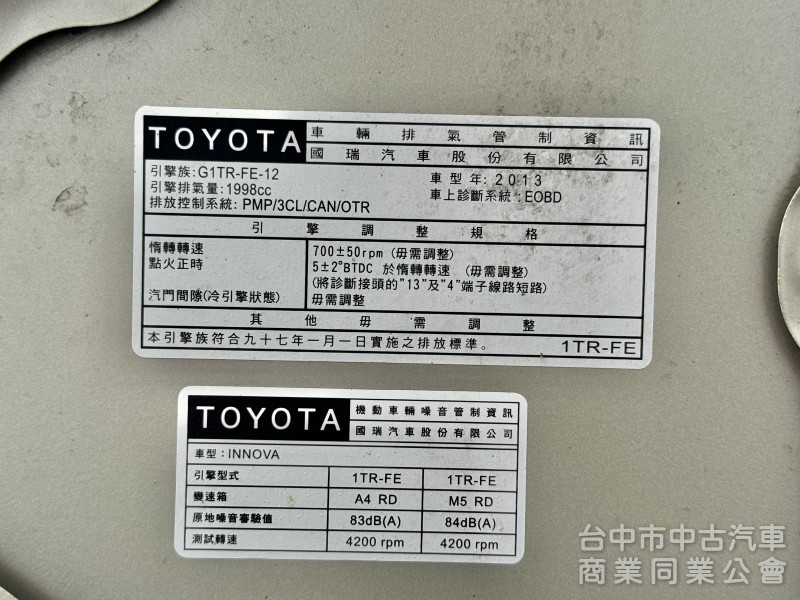 TOYOTA 車輛排氣管制資訊
國瑞汽車股份有限公司
引擎族:G1TR-FE-12 車型年:2013
引擎排氣量:1998cc 車上診斷系統:EOBD
排放控制系統: PMP/3CL/CAN/OTR
引擎調整規格
惰轉轉速 700±50rpm (毋需調整)
點火正時 5±2°BTDC 於惰轉轉速 (毋需調整)
(將診斷接頭的"13"及"4"端子線路短路)
汽門間隙(冷引擎狀態) 毋需調整
其他毋需調整
本引擎族符合九十七年一月一日實施之排放標準。 1TR-FE
TOYOTA 機動車輛噪音管制資訊
國瑞汽車股份有限公司
車型:INNOVA
引擎型式 1TR-FE 1TR-FE
變速箱 A4 RD M5 RD
原地噪音審驗值 83dB(A) 84dB(A)
測試轉速 4200 rpm 4200 rpm
台中市中古汽車
商業同業公會